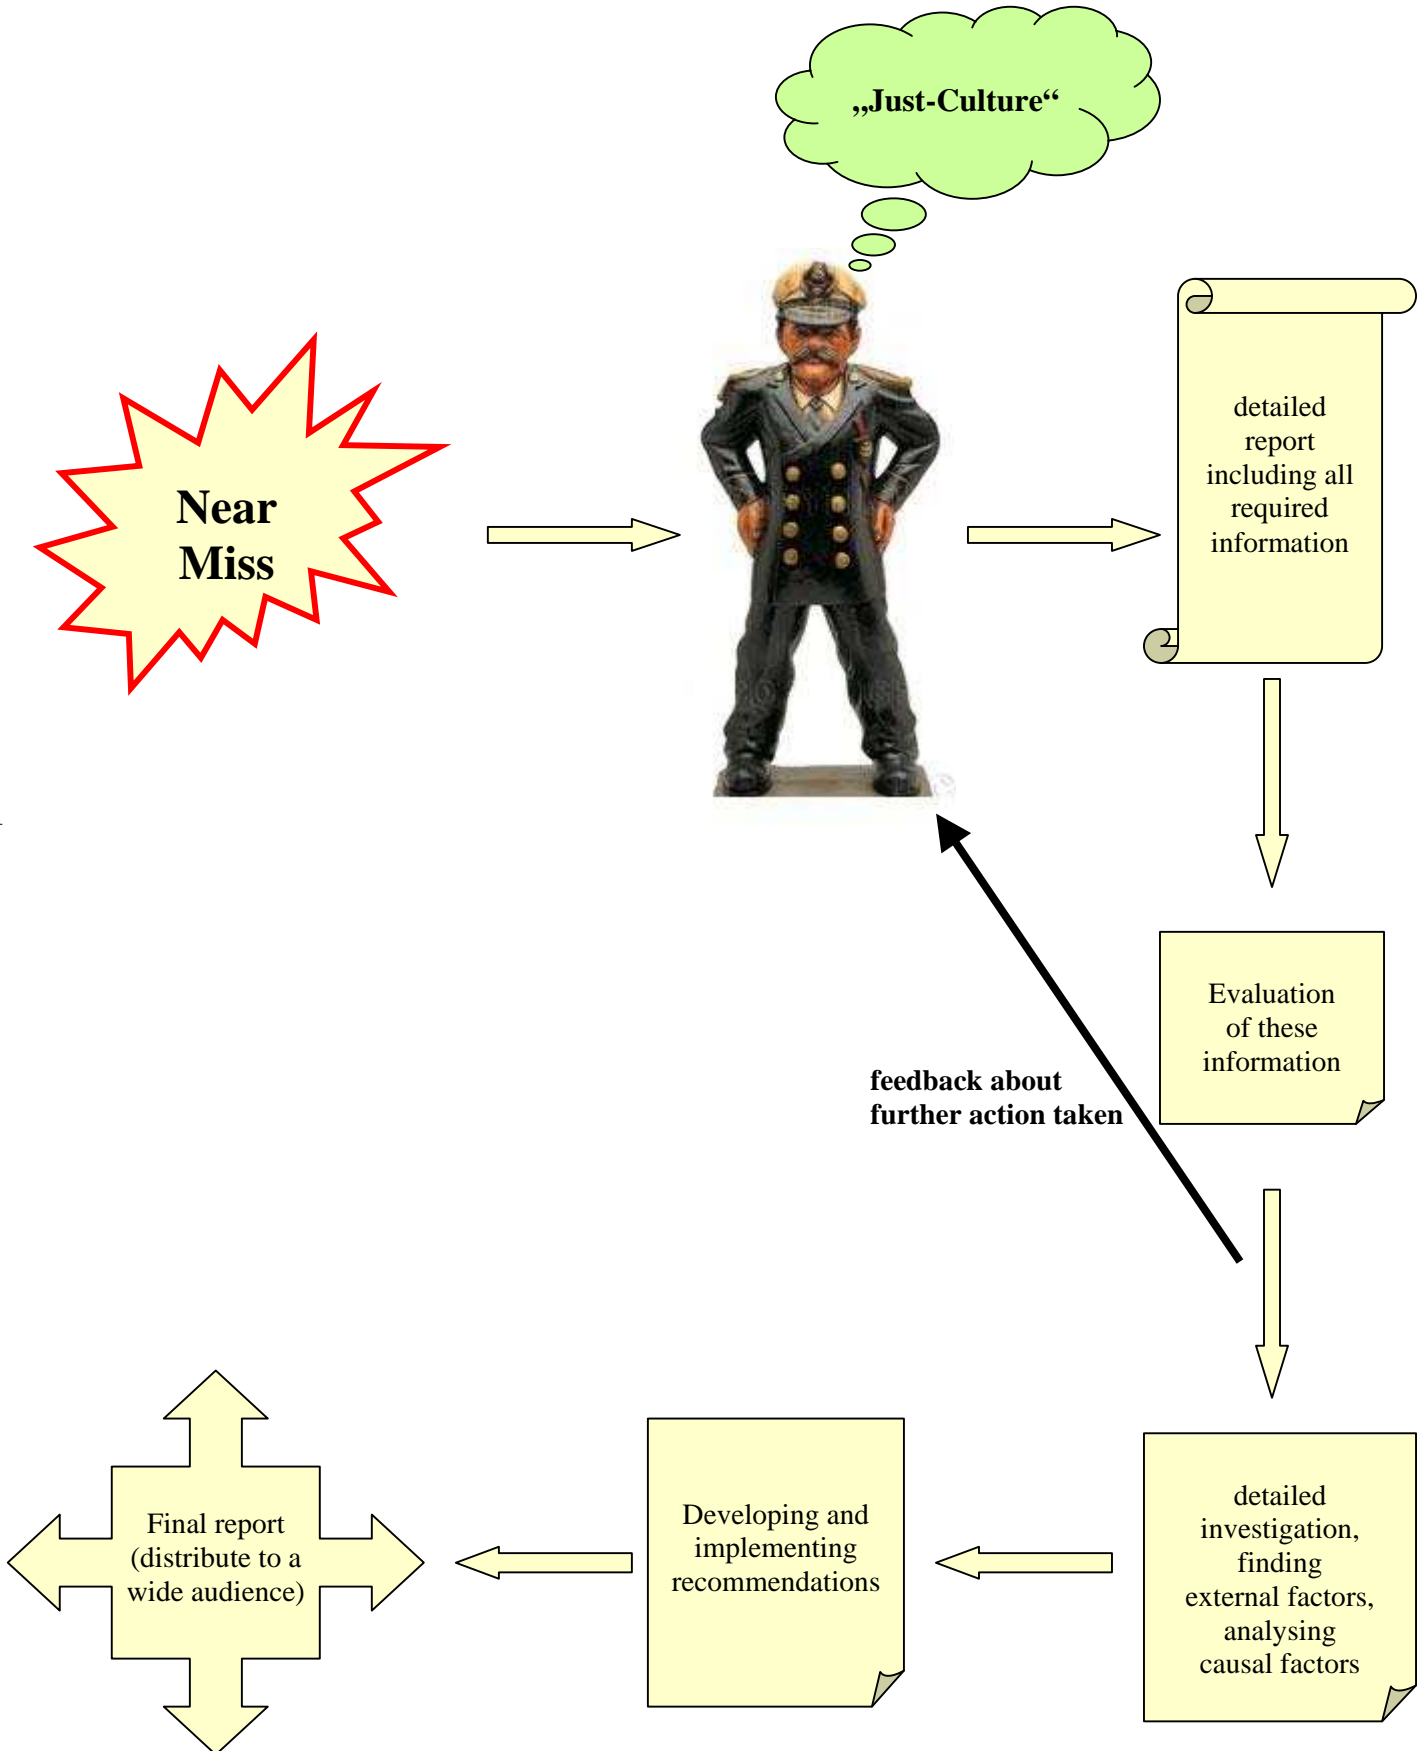 „Just-Culture“
Near
Miss
detailed
report
including all
required
information
Evaluation
of these
information
feedback about
further action taken
detailed
investigation,
finding
external factors,
analysing
causal factors
Developing and
implementing
recommendations
Final report
(distribute to a
wide audience)